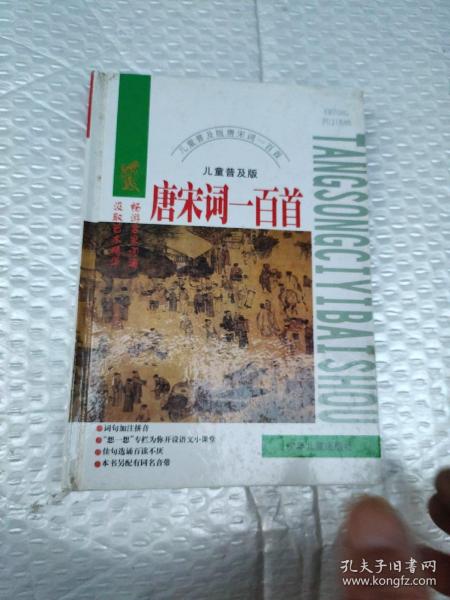 儿童普及版唐宋词一百首
儿童普及版
唐宋词一百首
TANGSONGCIYIBAISHOU
●词句加注拼音
●“想一想”专栏为你开设语文小课堂
●佳句选诵百读不厌
●本书另配有同名音带
孔夫子旧书网
www.kongfz.com